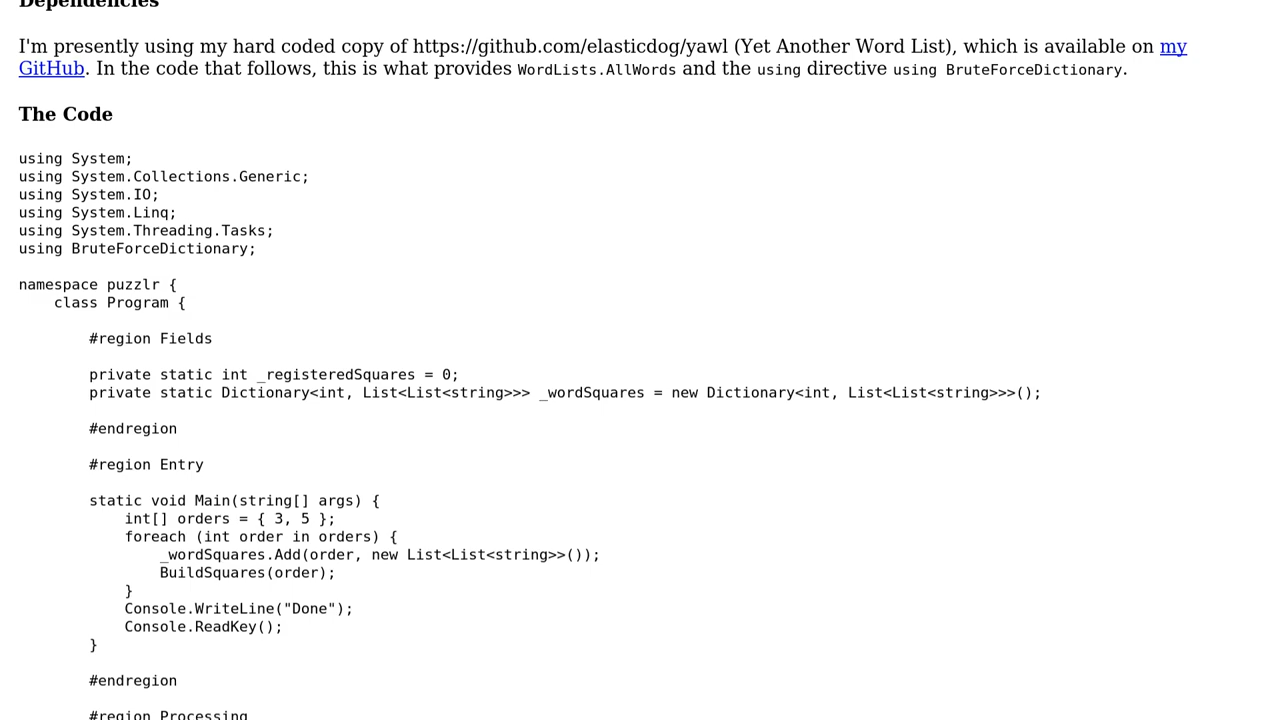 Dependencies
I'm presently using my hard coded copy of https://github.com/elasticdog/yawl (Yet Another Word List), which is available on my
GitHub. In the code that follows, this is what provides WordLists.AllWords and the using directive using BruteForceDictionary.
The Code
using System;
using System.Collections.Generic;
using System.IO;
using System.Linq;
using System.Threading.Tasks;
using BruteForceDictionary;
namespace puzzlr {
    class Program {
        #region Fields
        private static int _registeredSquares = 0;
        private static Dictionary<int, List<List<string>>> _wordSquares = new Dictionary<int, List<List<string>>>();
        #endregion
        #region Entry
        static void Main(string[] args) {
            int[] orders = { 3, 5 };
            foreach (int order in orders) {
                _wordSquares.Add(order, new List<List<string>>());
                BuildSquares(order);
            }
            Console.WriteLine("Done");
            Console.ReadKey();
        }
        #endregion
        #region Processing